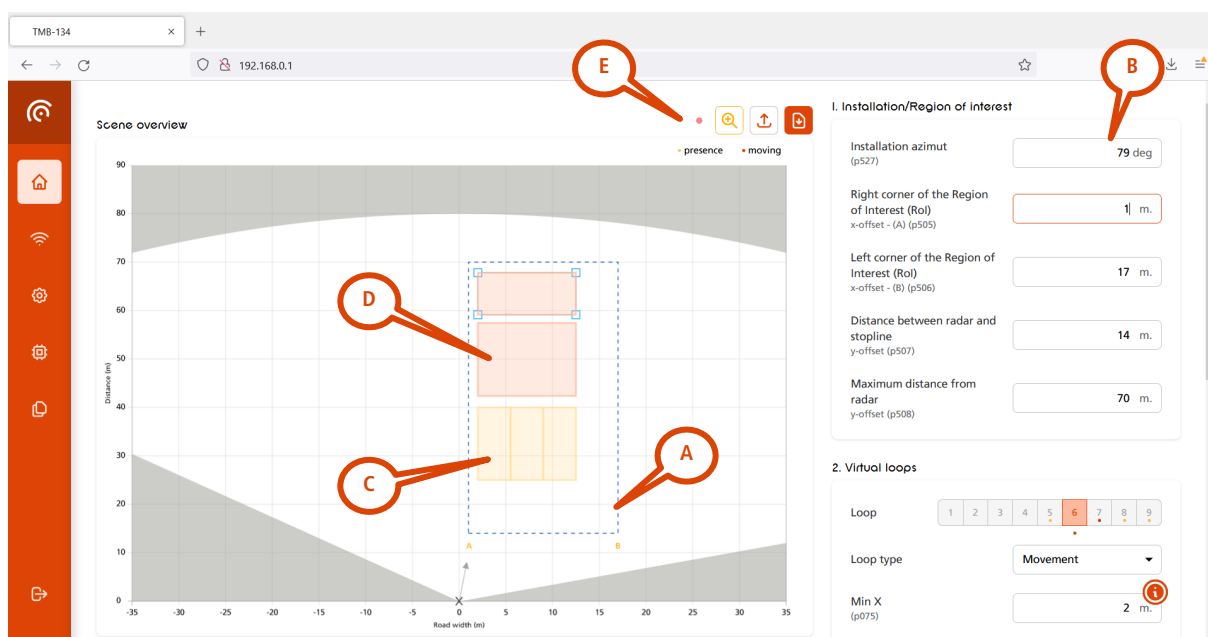 TMB-134
192.168.0.1
E
B
Scene overview
presence
moving
Distance (m)
90
80
70
60
50
40
30
20
10
0
D
C
A
A
B
-35
-30
-25
-20
-15
-10
-5
0
5
10
15
20
25
30
35
Road width (m)
1. Installation/Region of interest
Installation azimut
(p527)
79 deg
Right corner of the Region
of Interest (RoI)
x-offset - (A) (p505)
1 m.
Left corner of the Region of
Interest (RoI)
x-offset - (B) (p506)
17 m.
Distance between radar and
stopline
y-offset (p507)
14 m.
Maximum distance from
radar
y-offset (p508)
70 m.
2. Virtual loops
Loop
1 2 3 4 5 6 7 8 9
Loop type
Movement
Min X
(p075)
2 m.